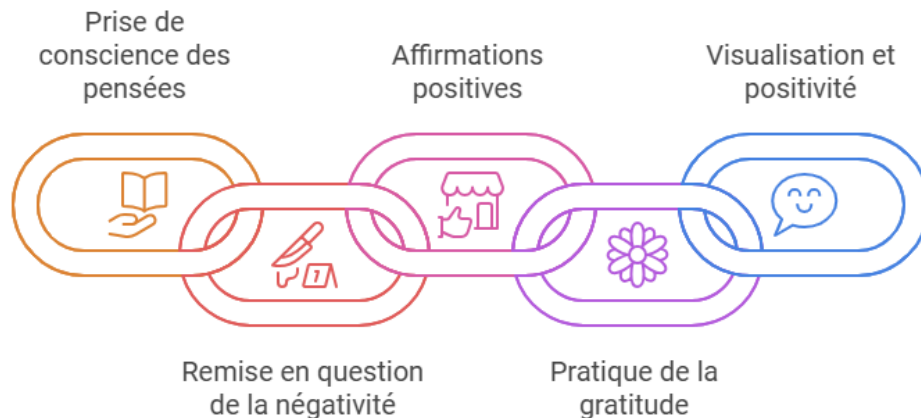 Prise de
conscience des
pensées
Affirmations
positives
Visualisation et
positivité
1
Remise en question
de la négativité
Pratique de la
gratitude